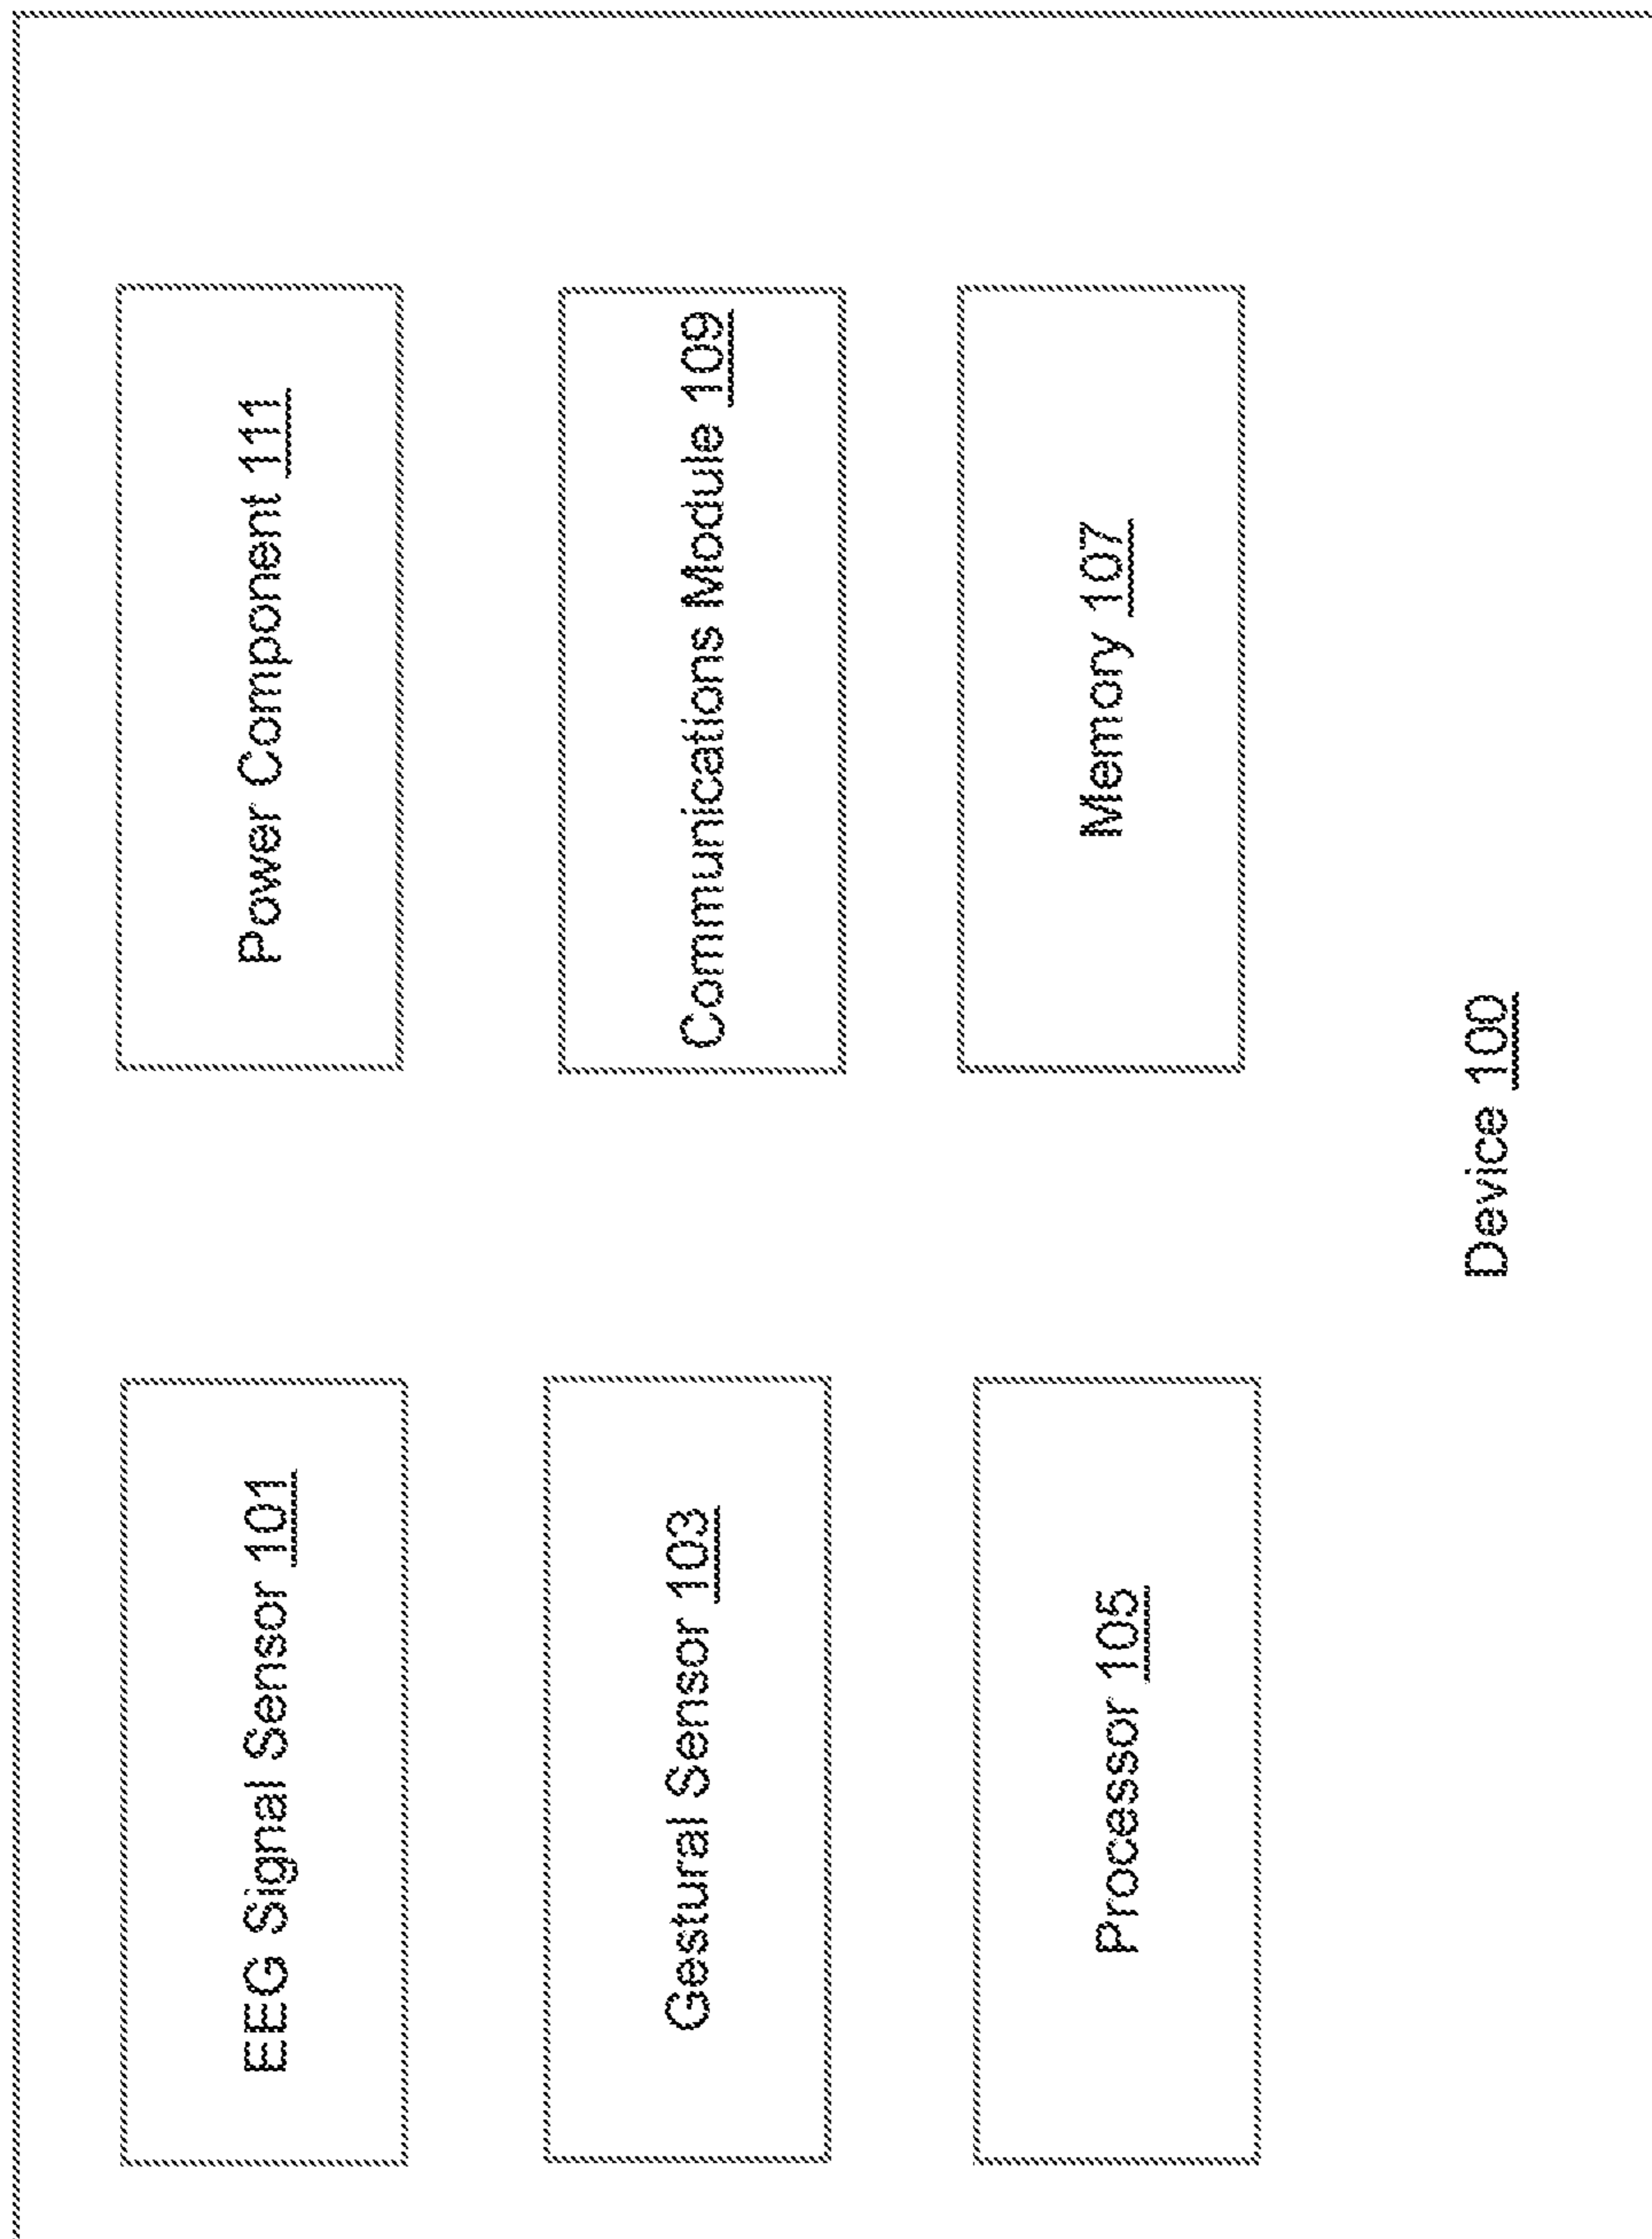 EEG Signal Sensor 101
Power Component 111
Gestural Sensor 103
Communications Module 109
Processor 105
Memory 107
Device 100